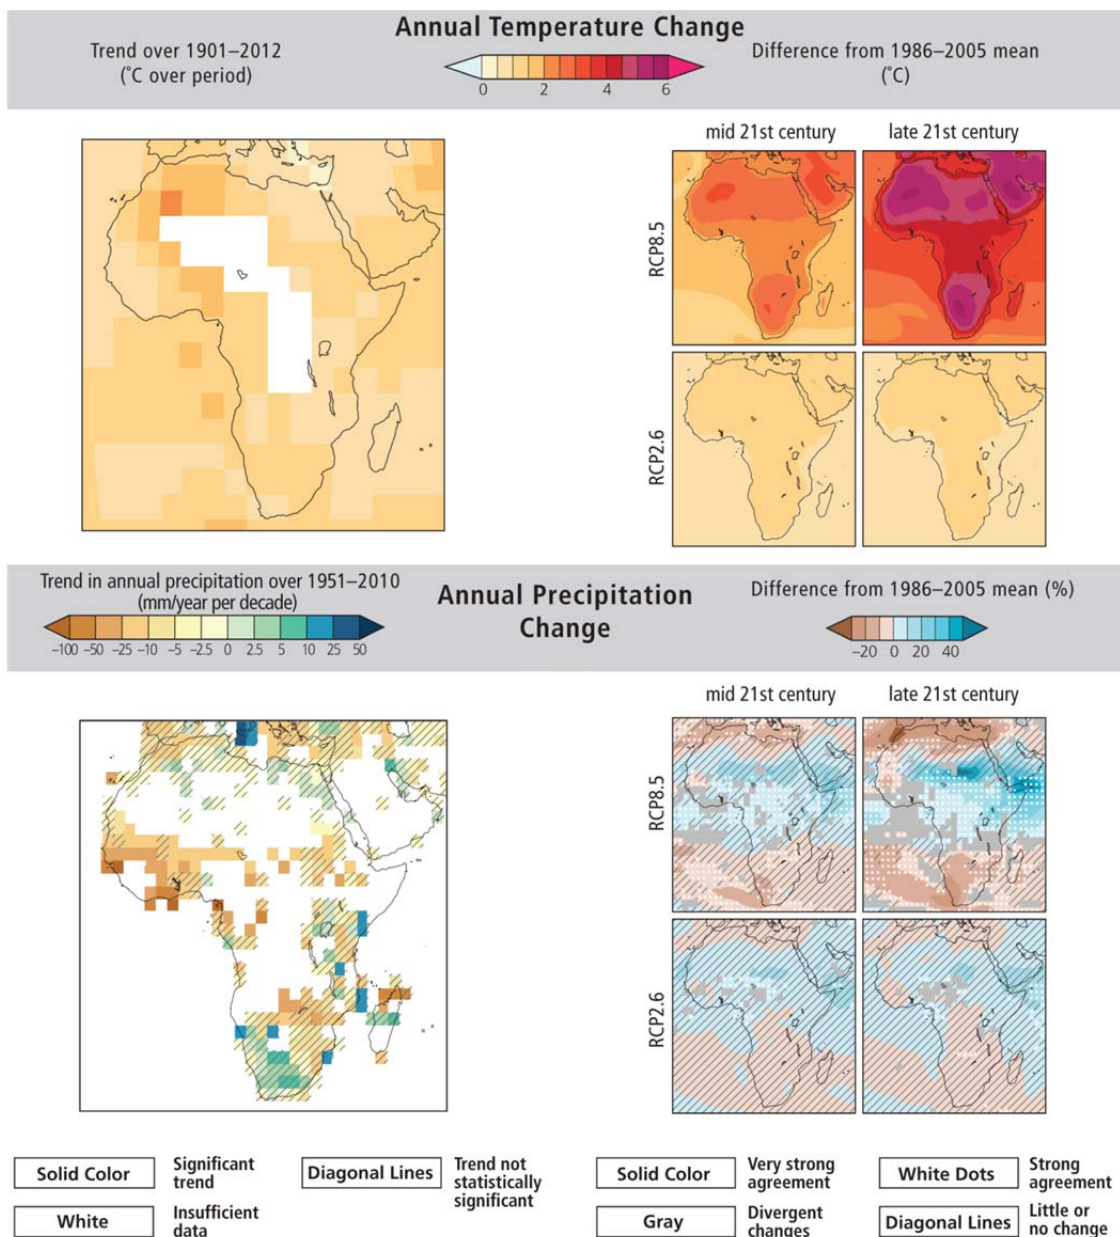 Annual Temperature Change
Trend over 1901–2012
(˚C over period)
0 2 4 6
Difference from 1986–2005 mean
(˚C)
mid 21st century
late 21st century
RCP8.5
RCP2.6
Trend in annual precipitation over 1951–2010
(mm/year per decade)
–100 –50 –25 –10 –5 –2.5 0 2.5 5 10 25 50
Annual Precipitation
Change
Difference from 1986–2005 mean (%)
–20 0 20 40
mid 21st century
late 21st century
RCP8.5
RCP2.6
Solid Color
Significant
trend
Diagonal Lines
Trend not
statistically
significant
White
Insufficient
data
Solid Color
Very strong
agreement
White Dots
Strong
agreement
Gray
Divergent
changes
Diagonal Lines
Little or
no change